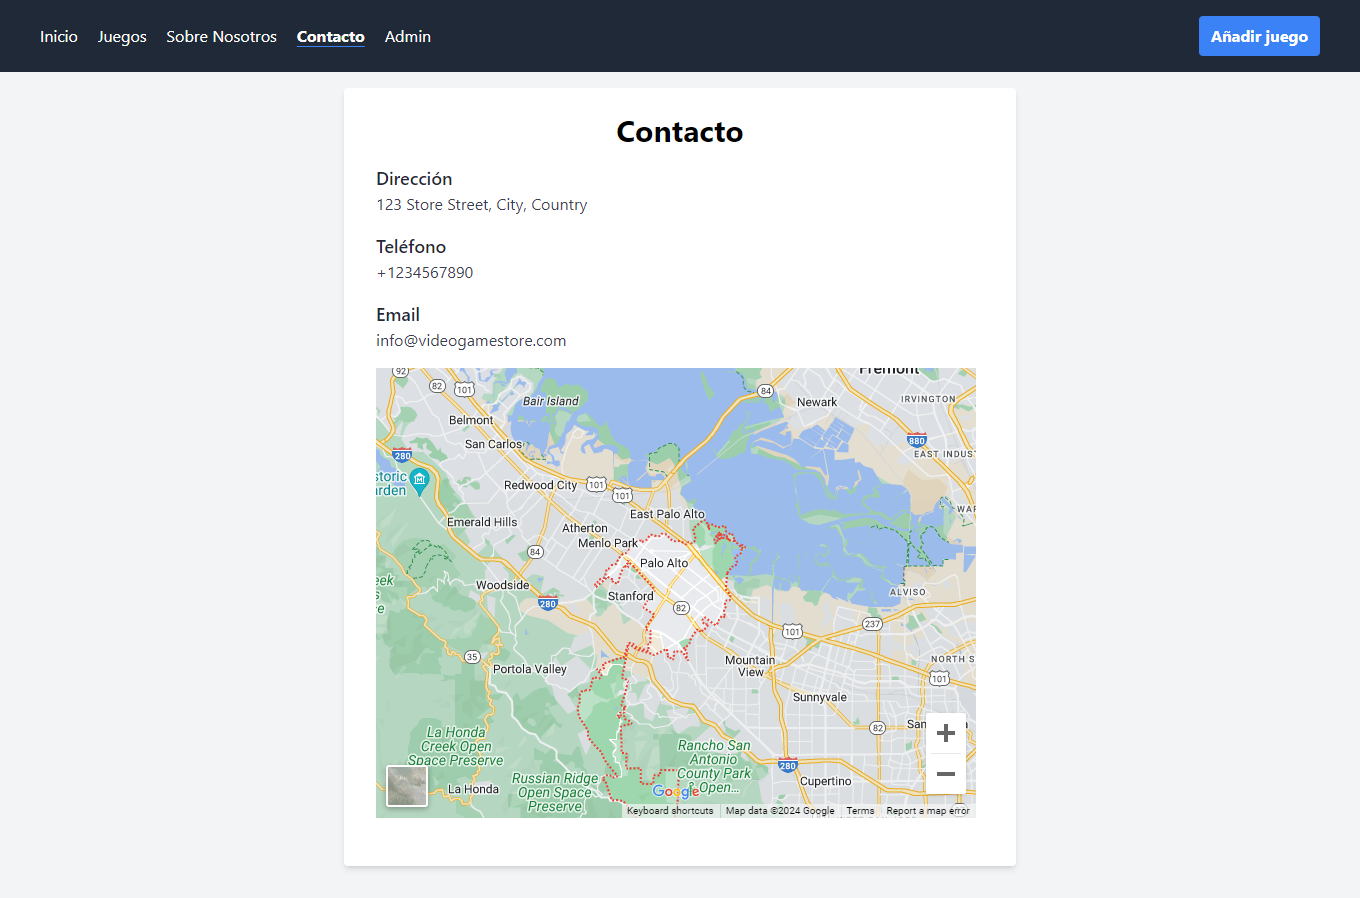 Inicio Juegos Sobre Nosotros Contacto Admin Añadir juego
Contacto
Dirección
123 Store Street, City, Country
Teléfono
+1234567890
Email
info@videogamestore.com
Fremont
92
82
101
84
Bair Island
Newark
IRVINGTON
Belmont
880
San Carlos
280
EAST INDUS
storic
rden
Redwood City
101
101
East Palo Alto
WAR
Emerald Hills
Atherton
Menlo Park
84
Palo Alto
eek
s
ce
Woodside
Stanford
280
82
ALVISO
237
101
35
Portola Valley
Mountain
View
NORTH S
101
Sunnyvale
82
San
La Honda
Creek Open
Space Preserve
Rancho San
Antonio
County Park
& Open...
280
Cupertino
Russian Ridge
Open Space
Preserve
La Honda
Google
Keyboard shortcuts Map data ©2024 Google Terms Report a map error